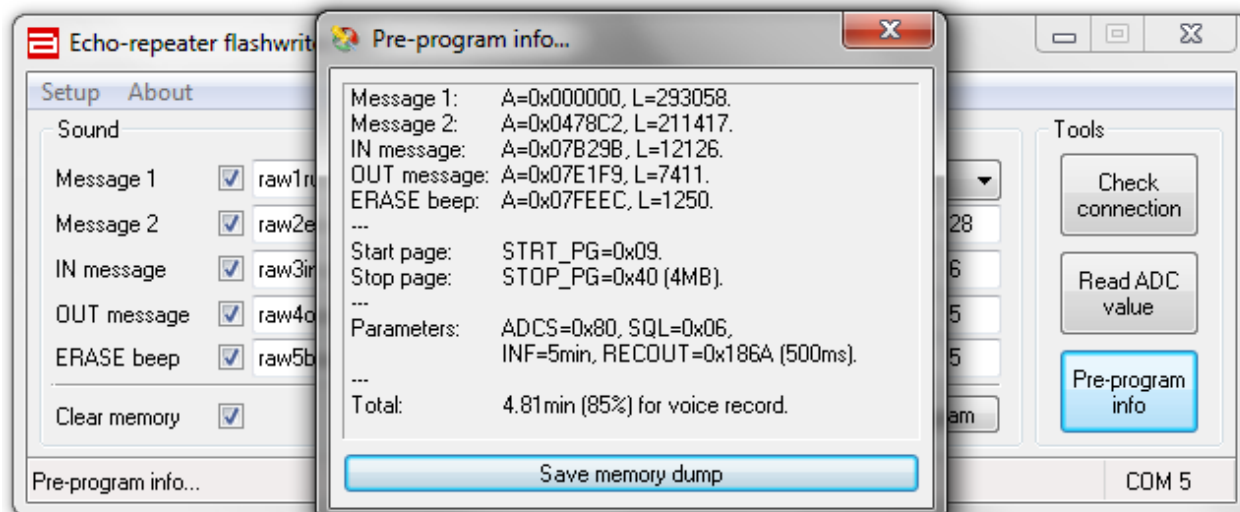 Echo-repeater flashwrit
Pre-program info...
Setup About
Sound
Message 1
raw1ru
Message 2
raw2e
IN message
raw3in
OUT message
raw4o
ERASE beep
raw5b
Clear memory
Message 1: A=0x000000, L=293058.
Message 2: A=0x0478C2, L=211417.
IN message: A=0x07B29B, L=12126.
OUT message: A=0x07E1F9, L=7411.
ERASE beep: A=0x07FEEC, L=1250.
---
Start page: STRT_PG=0x09.
Stop page: STOP_PG=0x40 (4MB).
---
Parameters: ADCS=0x80, SQL=0x06,
INF=5min, RECOUT=0x186A (500ms).
---
Total: 4.81min (85%) for voice record.
Save memory dump
28
6
5
5
am
Tools
Check
connection
Read ADC
value
Pre-program
info
Pre-program info...
COM 5